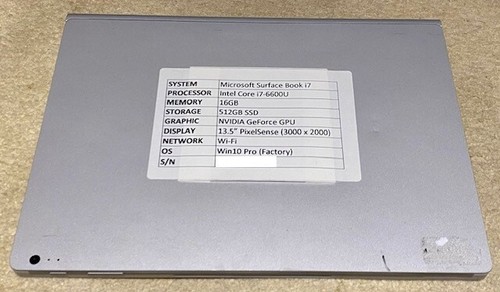 SYSTEM Microsoft Surface Book i7
PROCESSOR Intel Core i7-6600U
MEMORY 16GB
STORAGE 512GB SSD
GRAPHIC NVIDIA GeForce GPU
DISPLAY 13.5" PixelSense (3000 x 2000)
NETWORK Wi-Fi
OS Win10 Pro (Factory)
S/N